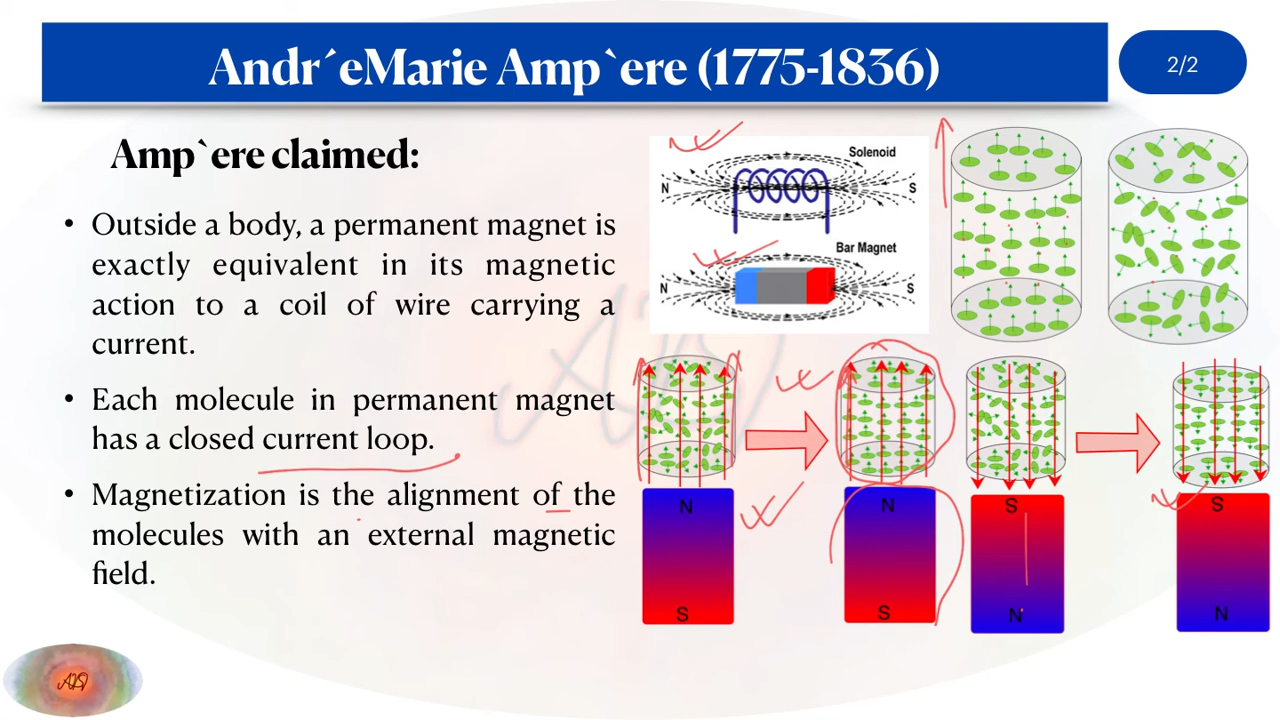 Andr´eMarie Amp`ere (1775-1836)
2/2
Amp`ere claimed:
• Outside a body, a permanent magnet is
exactly equivalent in its magnetic
action to a coil of wire carrying a
current.
• Each molecule in permanent magnet
has a closed current loop.
• Magnetization is the alignment of the
molecules with an external magnetic
field.
Solenoid
N S
Bar Magnet
N S
N N S S
S S N N